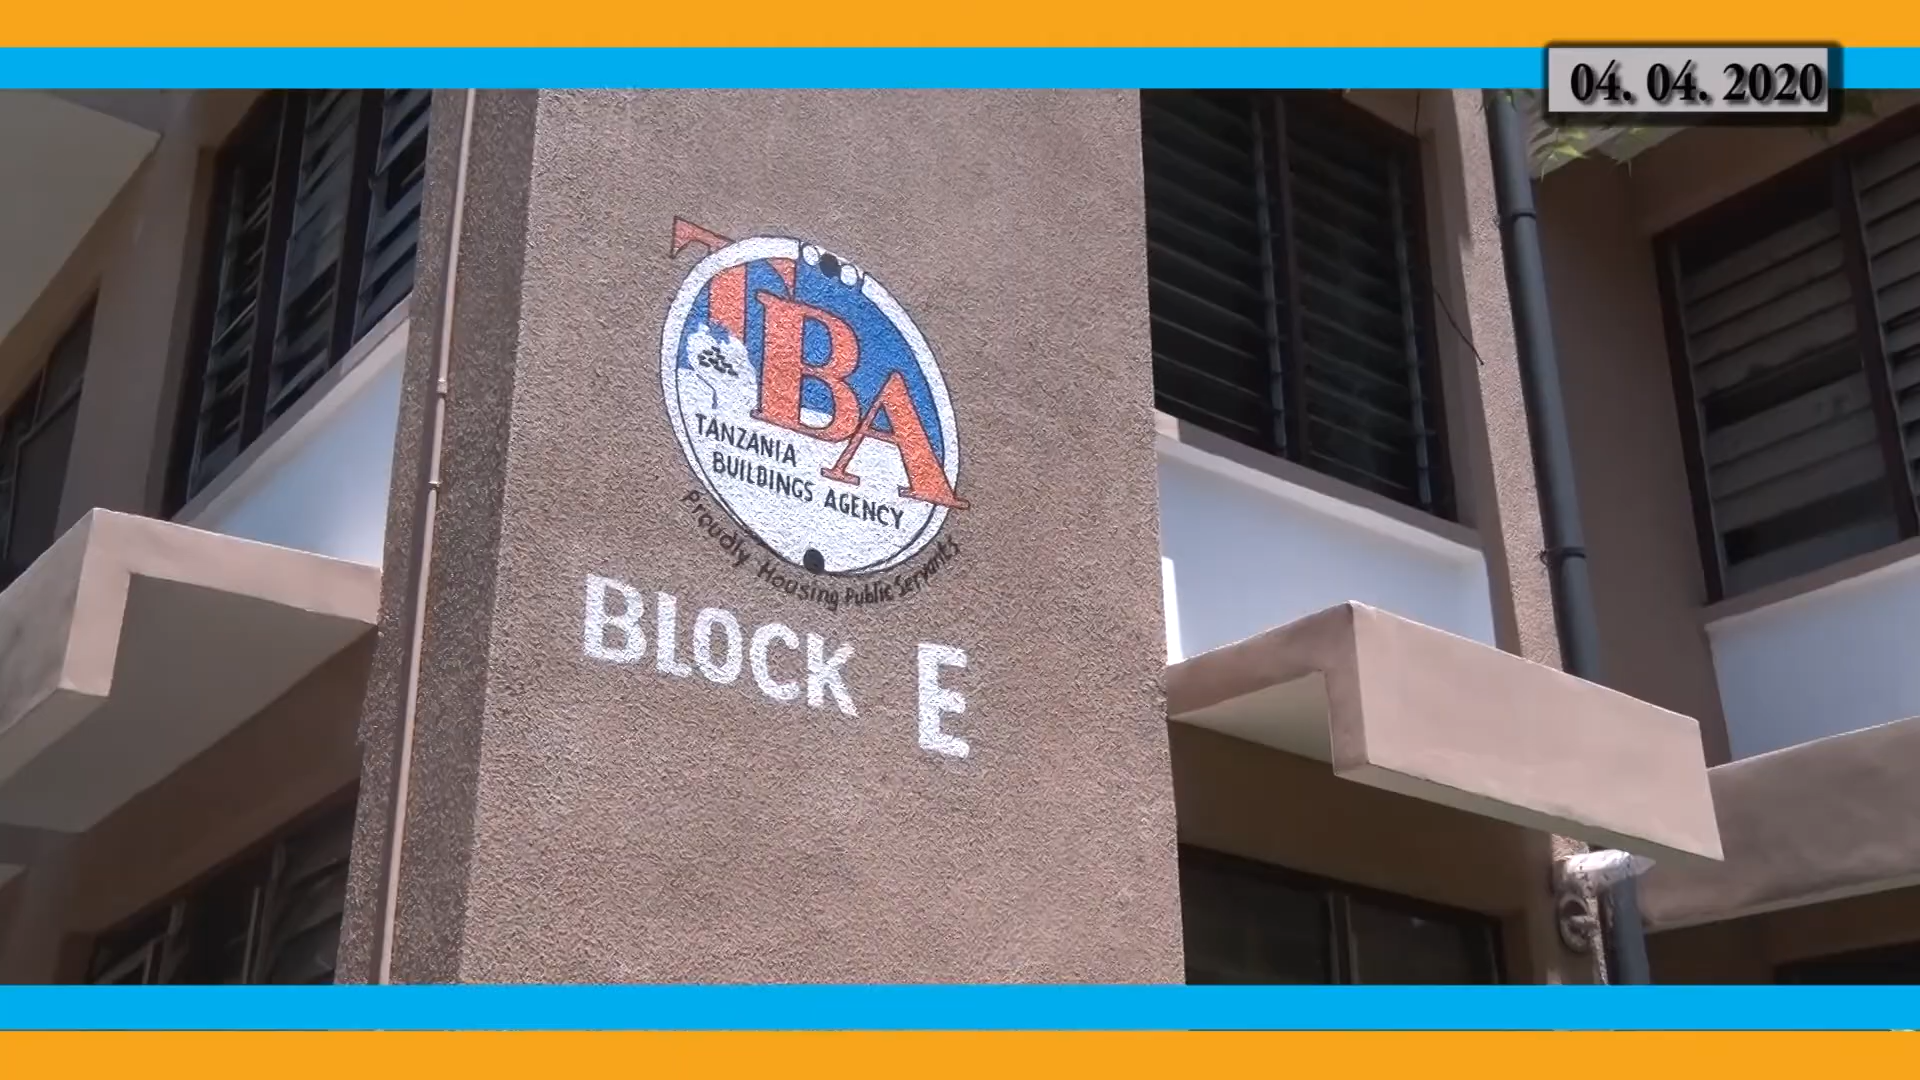 04. 04. 2020
TBA
TANZANIA
BUILDINGS AGENCY
Proudly Housing Public Servants
BLOCK E